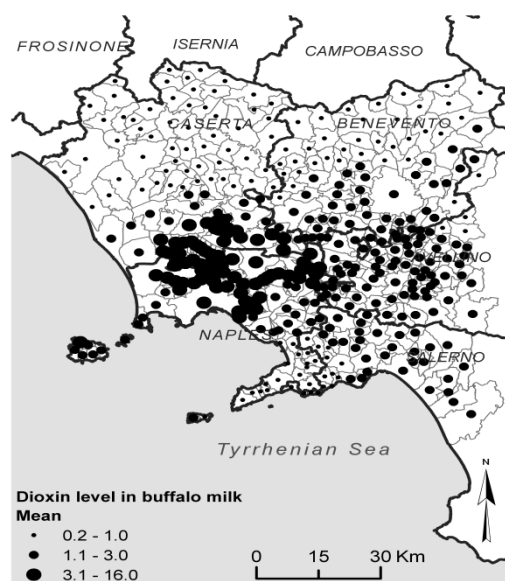 FROSINONE
ISERNIA
CAMPOBASSO
CASERTA
BENEVENTO
AVELLINO
NAPLES
SALERNO
Tyrrhenian Sea
N
Dioxin level in buffalo milk
Mean
0.2 - 1.0
1.1 - 3.0
3.1 - 16.0
0 15 30 Km